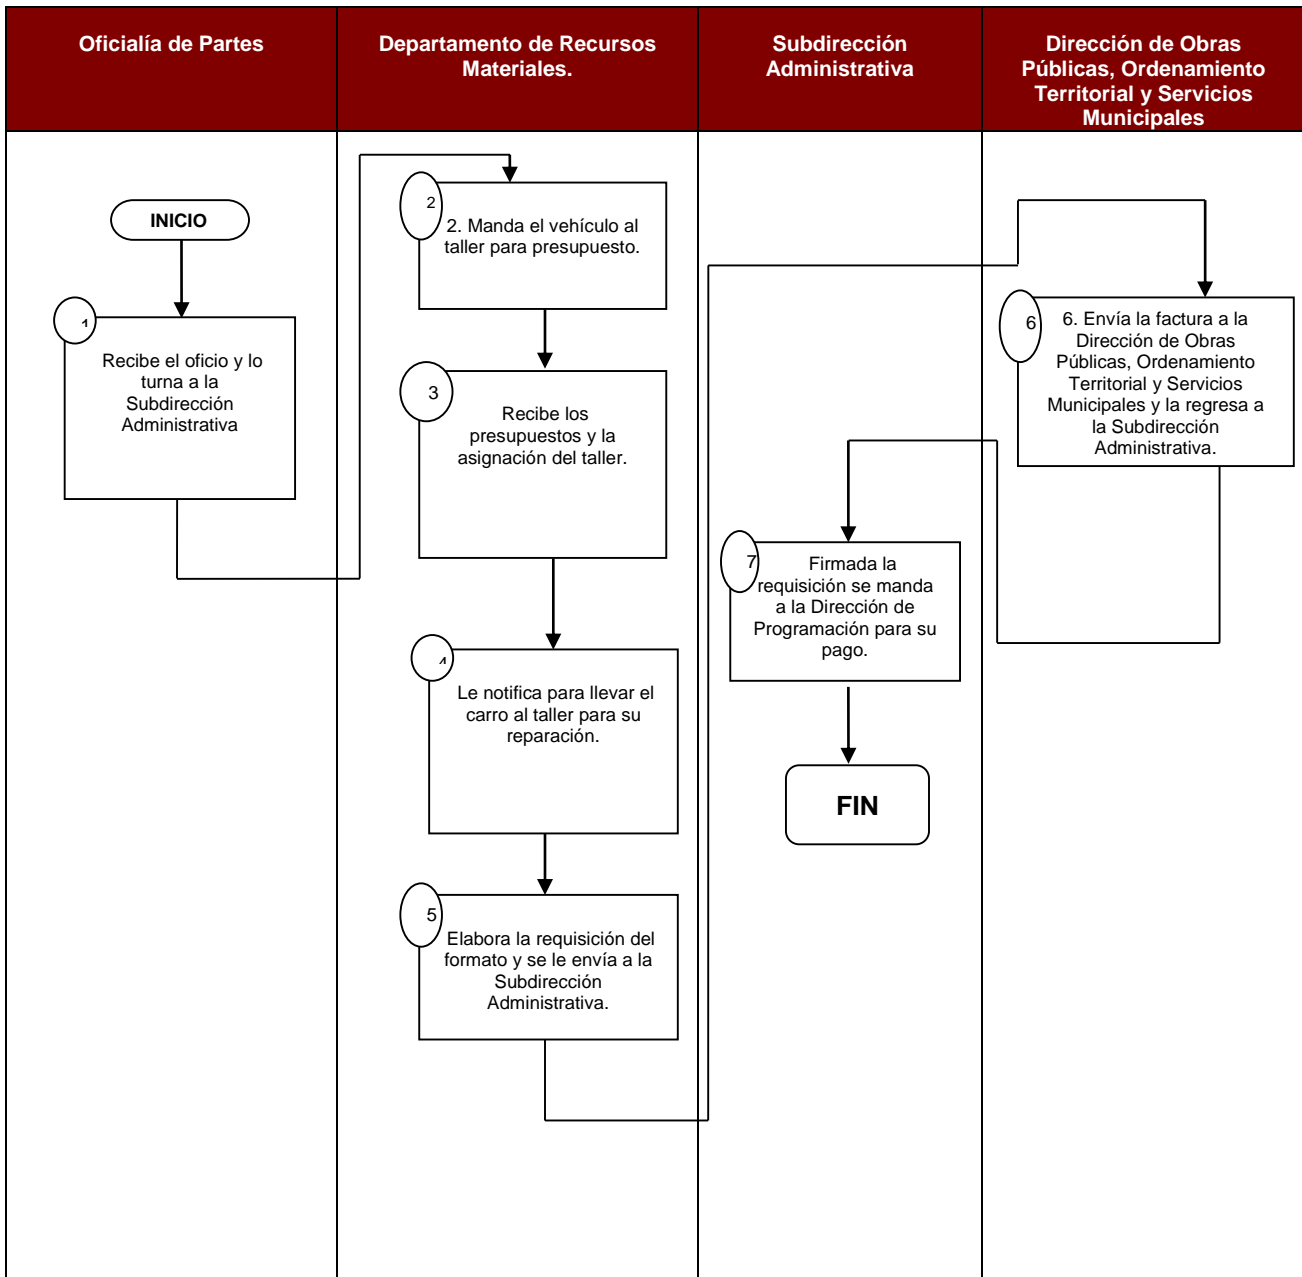 Oficialía de Partes
Departamento de Recursos
Materiales.
Subdirección
Administrativa
Dirección de Obras
Públicas, Ordenamiento
Territorial y Servicios
Municipales
INICIO
1
Recibe el oficio y lo
turna a la
Subdirección
Administrativa
2
2. Manda el vehículo al
taller para presupuesto.
3
Recibe los
presupuestos y la
asignación del taller.
4
Le notifica para llevar el
carro al taller para su
reparación.
5
Elabora la requisición del
formato y se le envía a la
Subdirección
Administrativa.
6
6. Envía la factura a la
Dirección de Obras
Públicas, Ordenamiento
Territorial y Servicios
Municipales y la regresa a
la Subdirección
Administrativa.
7
Firmada la
requisición se manda
a la Dirección de
Programación para su
pago.
FIN